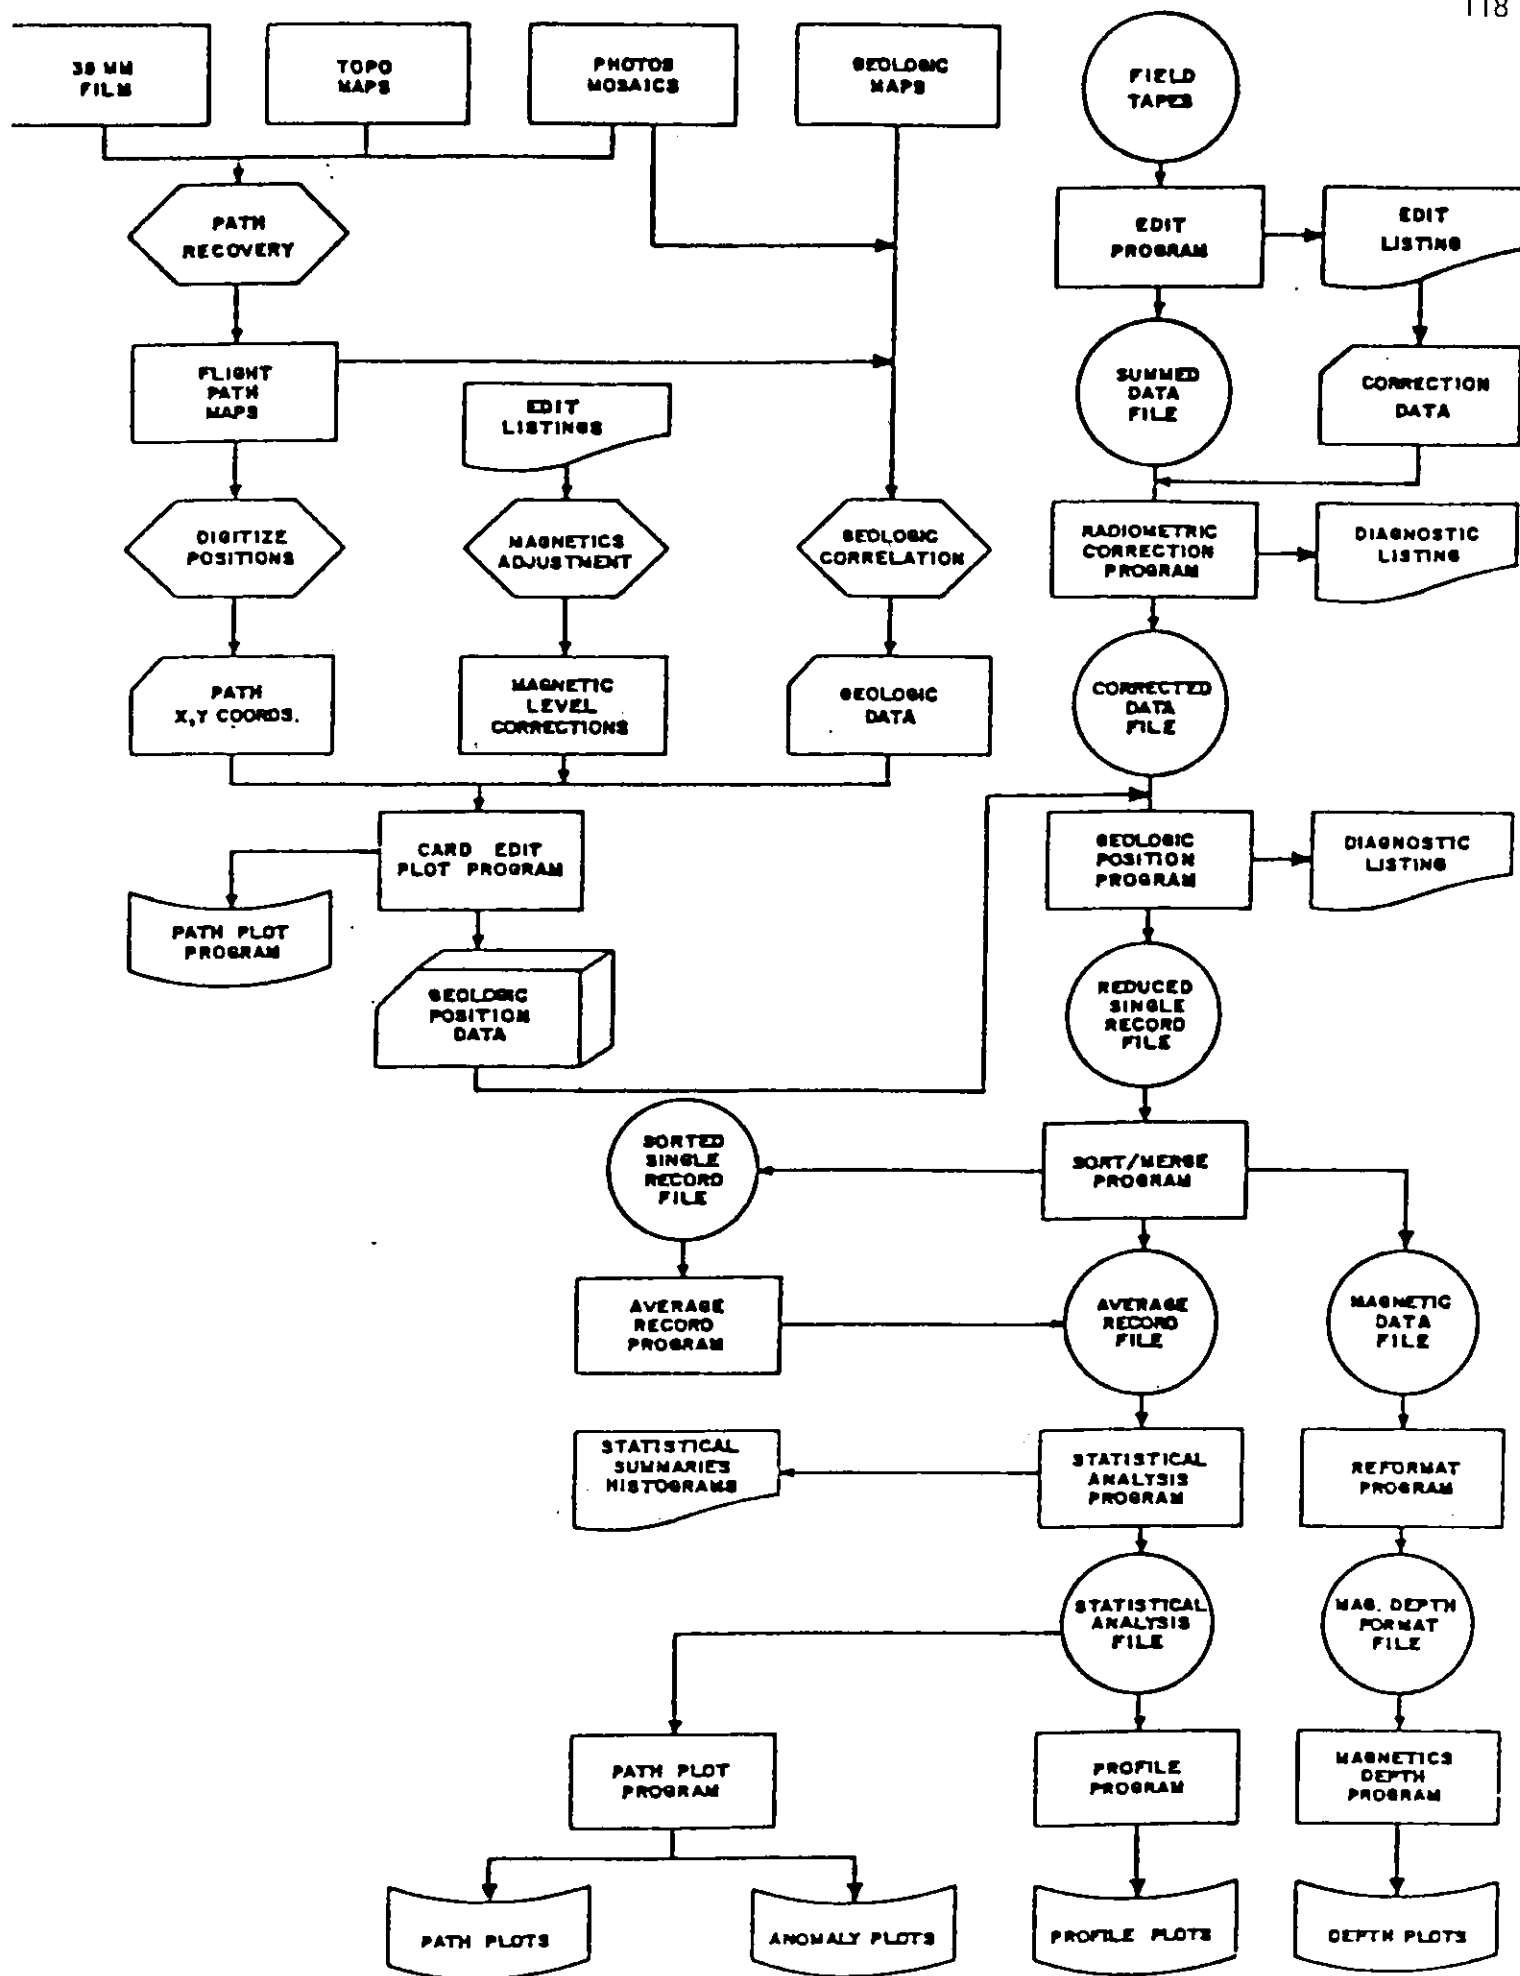 118
35 MM
FILM
TOPO
MAPS
PHOTOS
MOSAICS
GEOLOGIC
MAPS
FIELD
TAPES
PATH
RECOVERY
EDIT
PROGRAM
EDIT
LISTING
FLIGHT
PATH
MAPS
EDIT
LISTINGS
SUMMED
DATA
FILE
CORRECTION
DATA
DIGITIZE
POSITIONS
MAGNETICS
ADJUSTMENT
GEOLOGIC
CORRELATION
RADIOMETRIC
CORRECTION
PROGRAM
DIAGNOSTIC
LISTING
PATH
X,Y COORDS.
MAGNETIC
LEVEL
CORRECTIONS
GEOLOGIC
DATA
CORRECTED
DATA
FILE
CARD EDIT
PLOT PROGRAM
GEOLOGIC
POSITION
PROGRAM
DIAGNOSTIC
LISTING
PATH PLOT
PROGRAM
GEOLOGIC
POSITION
DATA
REDUCED
SINGLE
RECORD
FILE
SORTED
SINGLE
RECORD
FILE
SORT/MERGE
PROGRAM
AVERAGE
RECORD
PROGRAM
AVERAGE
RECORD
FILE
MAGNETIC
DATA
FILE
STATISTICAL
SUMMARIES
HISTOGRAMS
STATISTICAL
ANALYSIS
PROGRAM
REFORMAT
PROGRAM
STATISTICAL
ANALYSIS
FILE
MAG. DEPTH
FORMAT
FILE
PATH PLOT
PROGRAM
PROFILE
PROGRAM
MAGNETICS
DEPTH
PROGRAM
PATH PLOTS
ANOMALY PLOTS
PROFILE PLOTS
DEPTH PLOTS